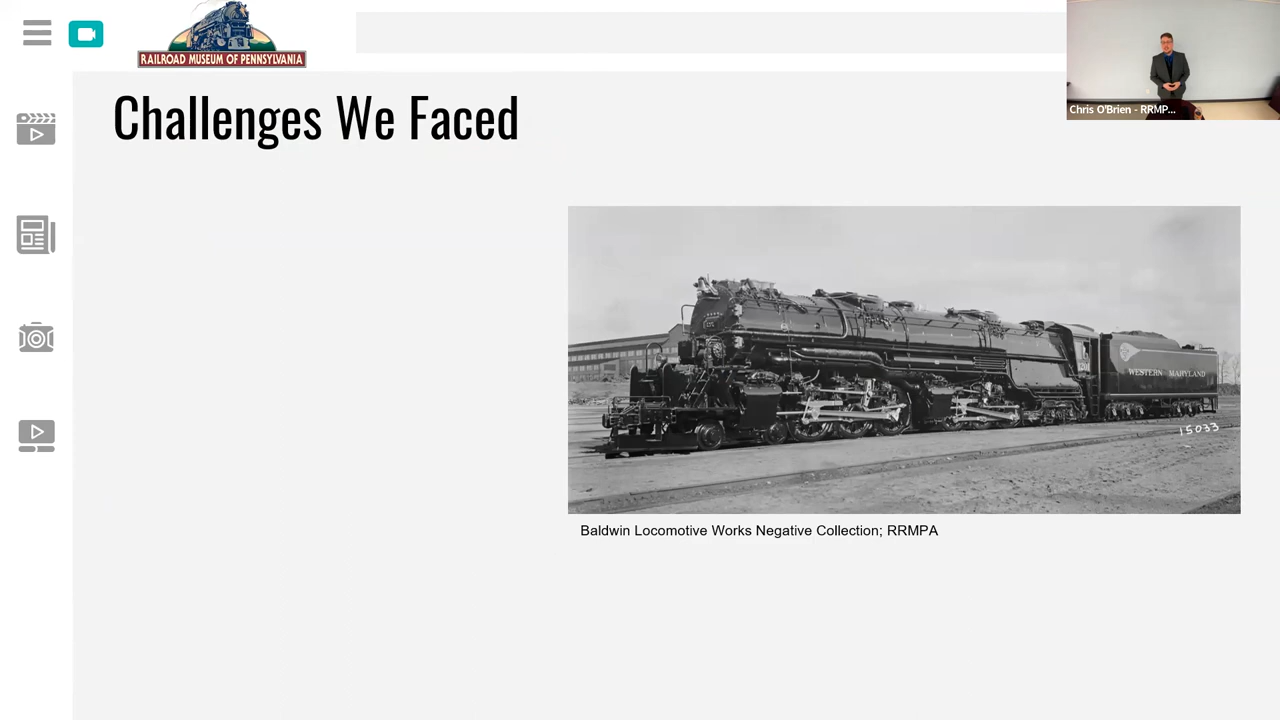 RAILROAD MUSEUM OF PENNSYLVANIA
Chris O'Brien - RRMP...
Challenges We Faced
WESTERN MARYLAND
15033
Baldwin Locomotive Works Negative Collection; RRMPA